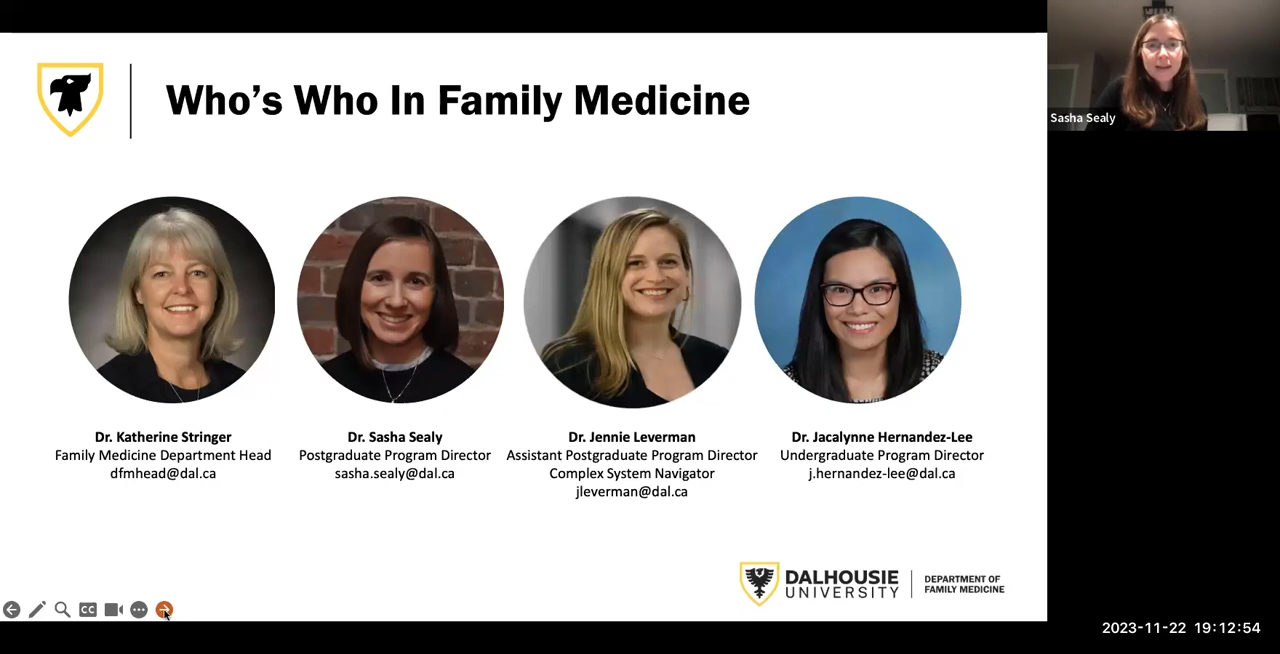 Who's Who In Family Medicine
Sasha Sealy
Dr. Katherine Stringer
Family Medicine Department Head
dfmhead@dal.ca
Dr. Sasha Sealy
Postgraduate Program Director
sasha.sealy@dal.ca
Dr. Jennie Leverman
Assistant Postgraduate Program Director
Complex System Navigator
jleverman@dal.ca
Dr. Jacalynne Hernandez-Lee
Undergraduate Program Director
j.hernandez-lee@dal.ca
DALHOUSIE
UNIVERSITY
DEPARTMENT OF
FAMILY MEDICINE
CC
2023-11-22 19:12:54